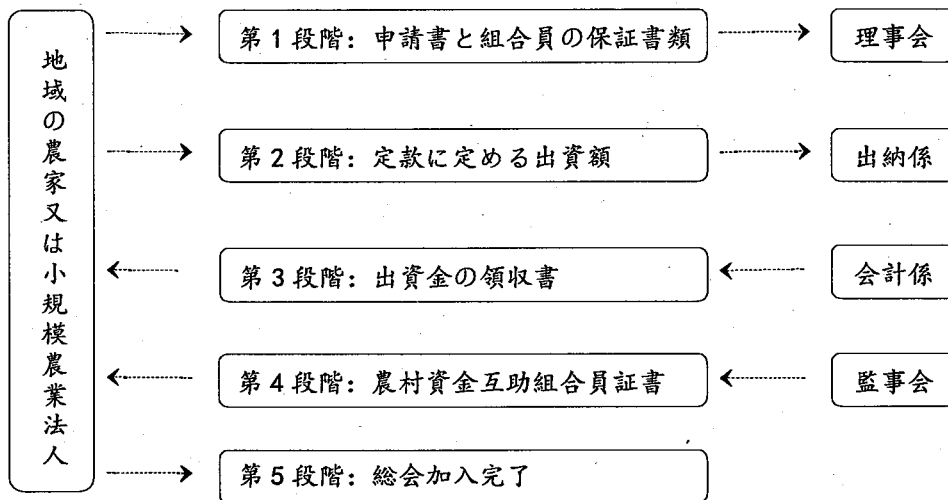 地域の農家又は小規模農業法人
第1段階：申請書と組合員の保証書類
理事会
第2段階：定款に定める出資額
出納係
第3段階：出資金の領収書
会計係
第4段階：農村資金互助組合員証書
監事会
第5段階：総会加入完了